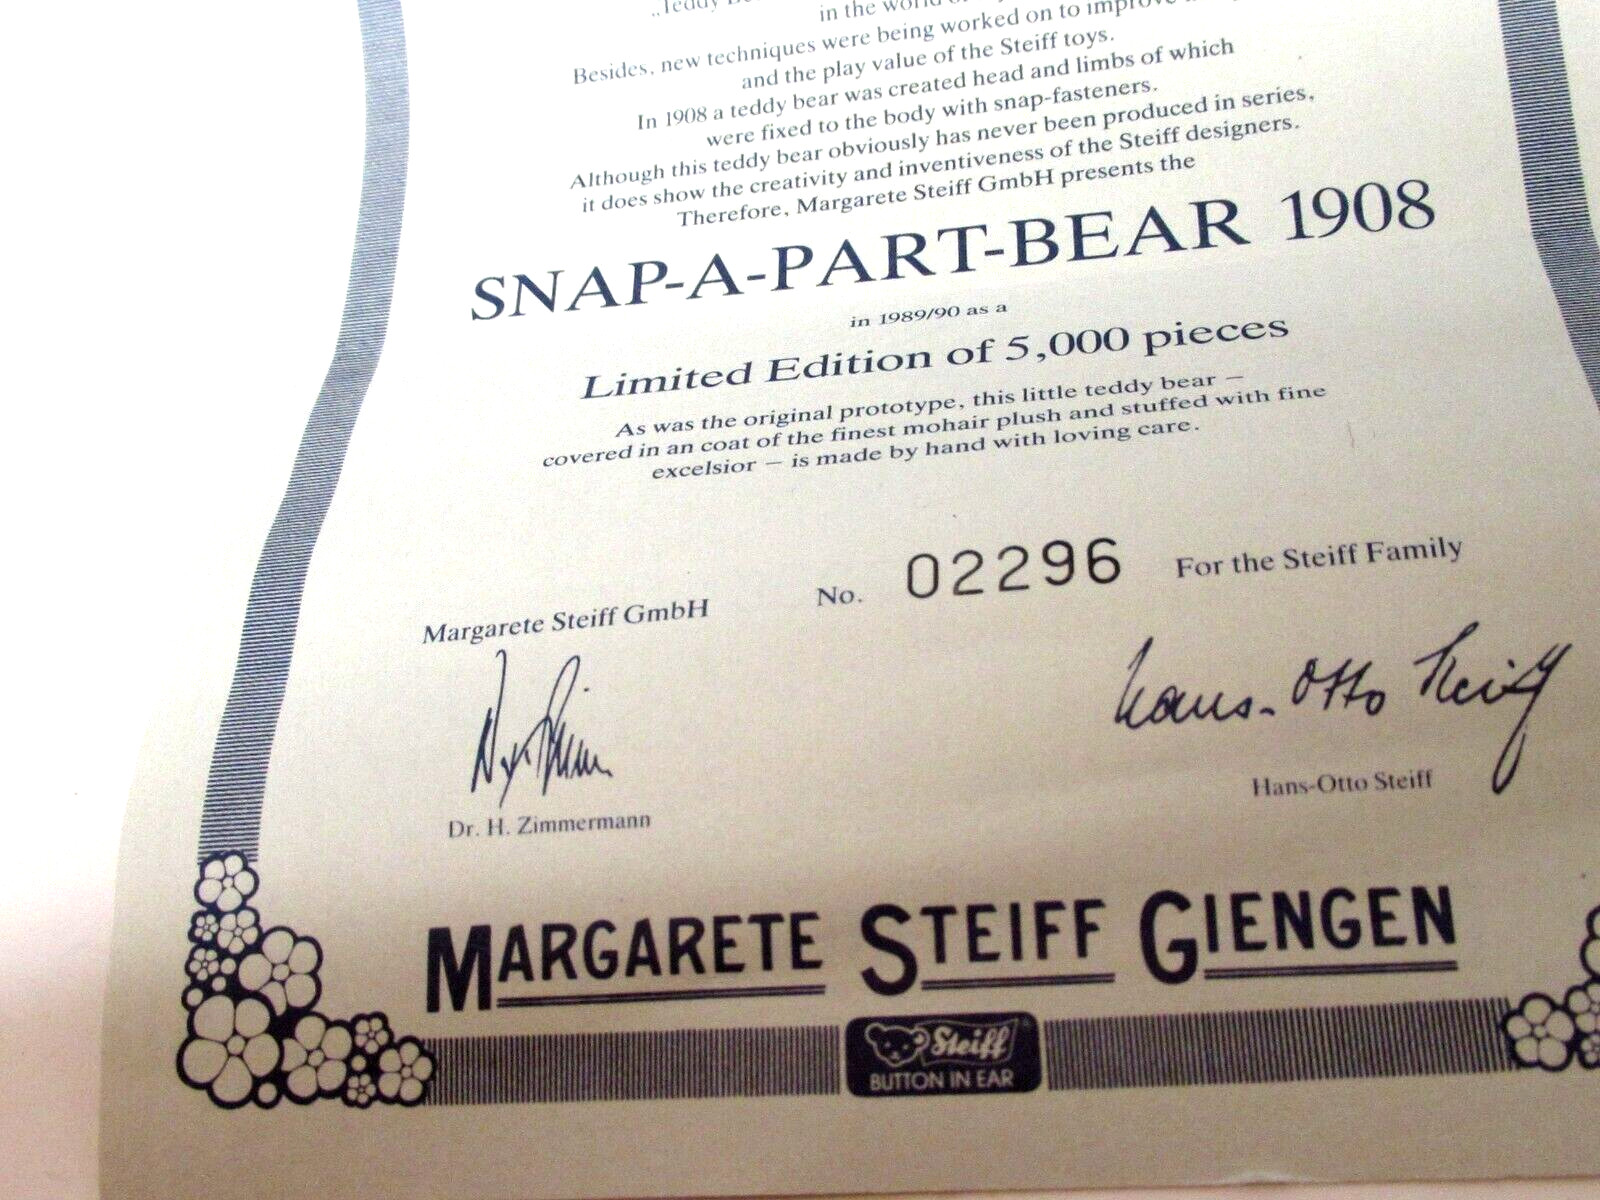 „Teddy
in the world
Besides, new techniques were being worked on to improve
and the play value of the Steiff toys.
In 1908 a teddy bear was created head and limbs of which
were fixed to the body with snap-fasteners.
Although this teddy bear obviously has never been produced in series,
it does show the creativity and inventiveness of the Steiff designers.
Therefore, Margarete Steiff GmbH presents the
SNAP-A-PART-BEAR 1908
in 1989/90 as a
Limited Edition of 5,000 pieces
As was the original prototype, this little teddy bear —
covered in an coat of the finest mohair plush and stuffed with fine
excelsior — is made by hand with loving care.
Margarete Steiff GmbH No. 02296 For the Steiff Family
Hans-Otto Steiff
Dr. H. Zimmermann Hans-Otto Steiff
MARGARETE STEIFF GIENGEN
Steiff
BUTTON IN EAR